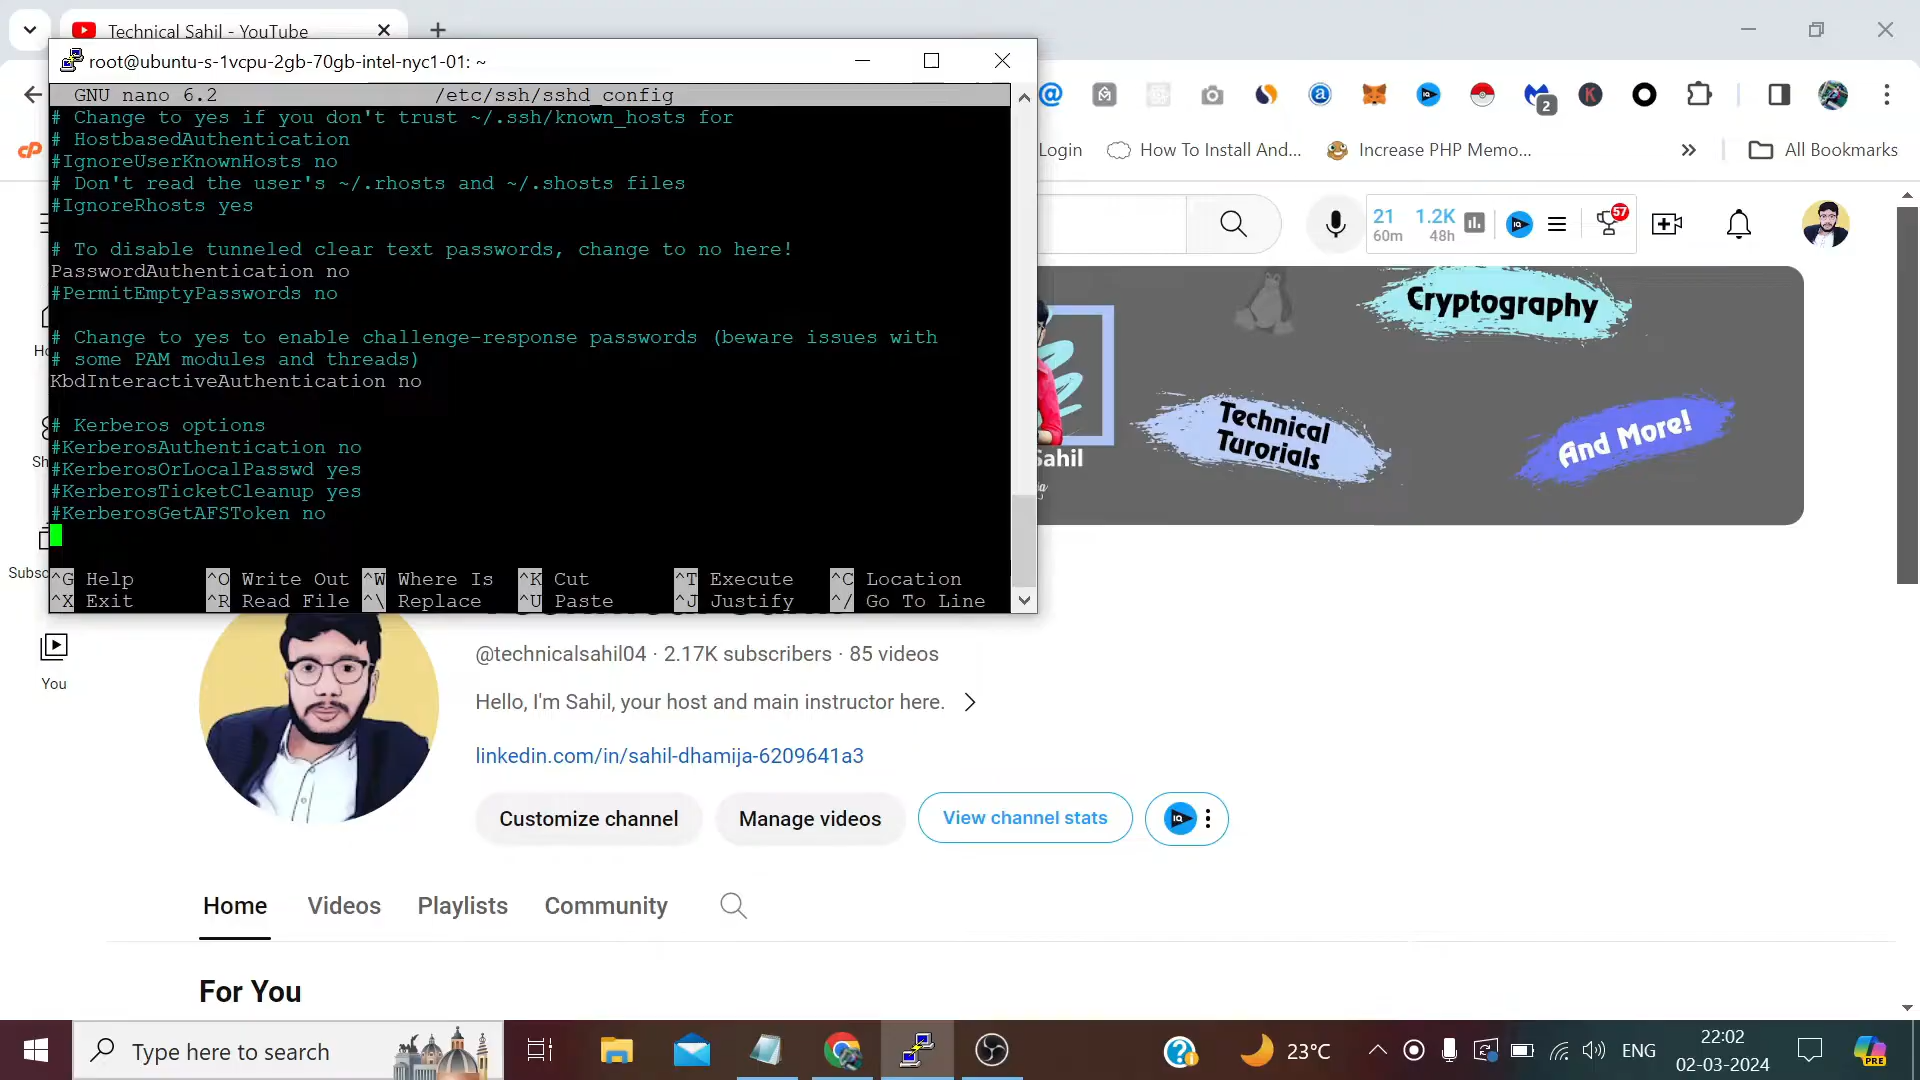 Technical Sahil - YouTube
root@ubuntu-s-1vcpu-2gb-70gb-intel-nyc1-01: ~
GNU nano 6.2 /etc/ssh/sshd_config
# Change to yes if you don't trust ~/.ssh/known_hosts for
# HostbasedAuthentication
#IgnoreUserKnownHosts no
# Don't read the user's ~/.rhosts and ~/.shosts files
#IgnoreRhosts yes
# To disable tunneled clear text passwords, change to no here!
PasswordAuthentication no
#PermitEmptyPasswords no
# Change to yes to enable challenge-response passwords (beware issues with
# some PAM modules and threads)
KbdInteractiveAuthentication no
# Kerberos options
#KerberosAuthentication no
#KerberosOrLocalPasswd yes
#KerberosTicketCleanup yes
#KerberosGetAFSToken no
^G Help ^O Write Out ^W Where Is ^K Cut ^T Execute ^C Location
^X Exit ^R Read File ^\ Replace ^U Paste ^J Justify ^/ Go To Line
2
Login How To Install And... Increase PHP Memo... » All Bookmarks
21 1.2K
60m 48h
57
Cryptography
Technical
Turorials
And More!
Sahil
Subsc
You
@technicalsahil04 · 2.17K subscribers · 85 videos
Hello, I'm Sahil, your host and main instructor here.
linkedin.com/in/sahil-dhamija-6209641a3
Customize channel Manage videos View channel stats IQ
Home Videos Playlists Community
For You
Type here to search
23°C ENG
22:02
02-03-2024
PRE